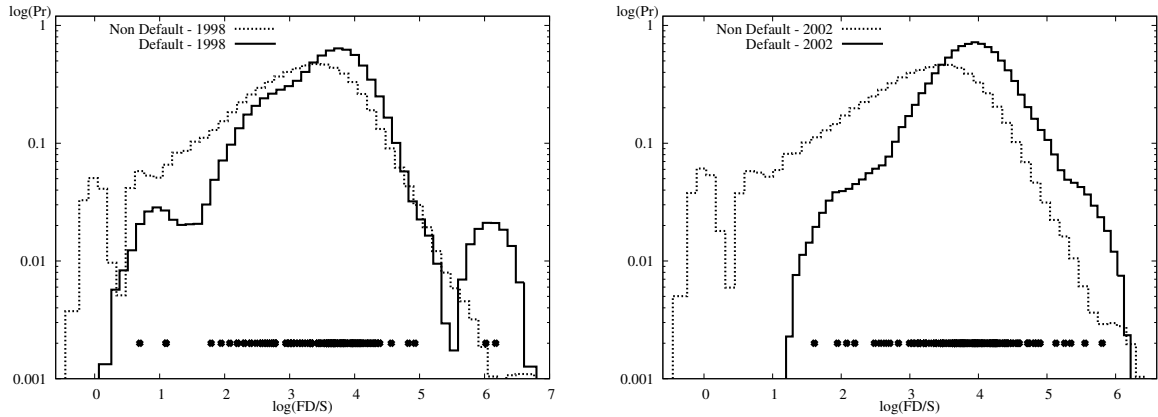 log(Pr)
1
0.1
0.01
0.001
Non Default - 1998
Default - 1998
0 1 2 3 4 5 6 7
log(FD/S)
log(Pr)
1
0.1
0.01
0.001
Non Default - 2002
Default - 2002
0 1 2 3 4 5 6
log(FD/S)